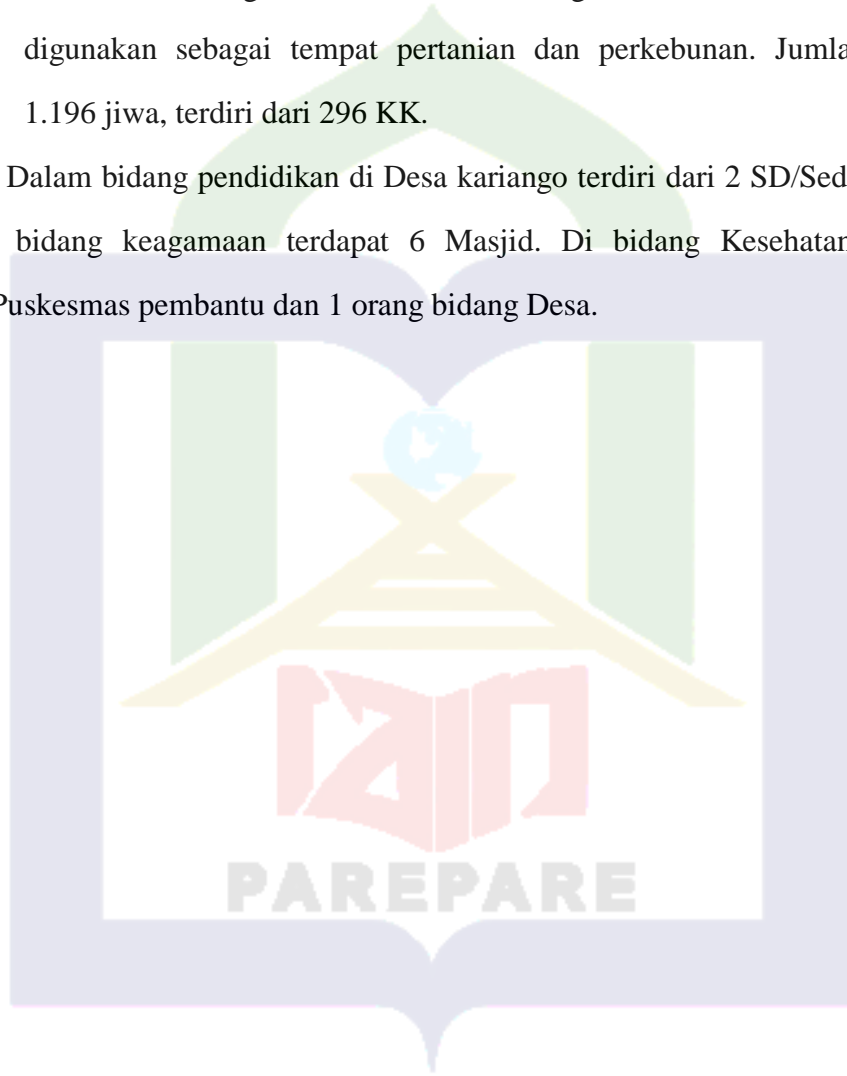 digunakan sebagai tempat pertanian dan perkebunan. Jumla
1.196 jiwa, terdiri dari 296 KK.
Dalam bidang pendidikan di Desa kariango terdiri dari 2 SD/Sed
bidang keagamaan terdapat 6 Masjid. Di bidang Kesehatan
Puskesmas pembantu dan 1 orang bidang Desa.
iain
PAREPARE